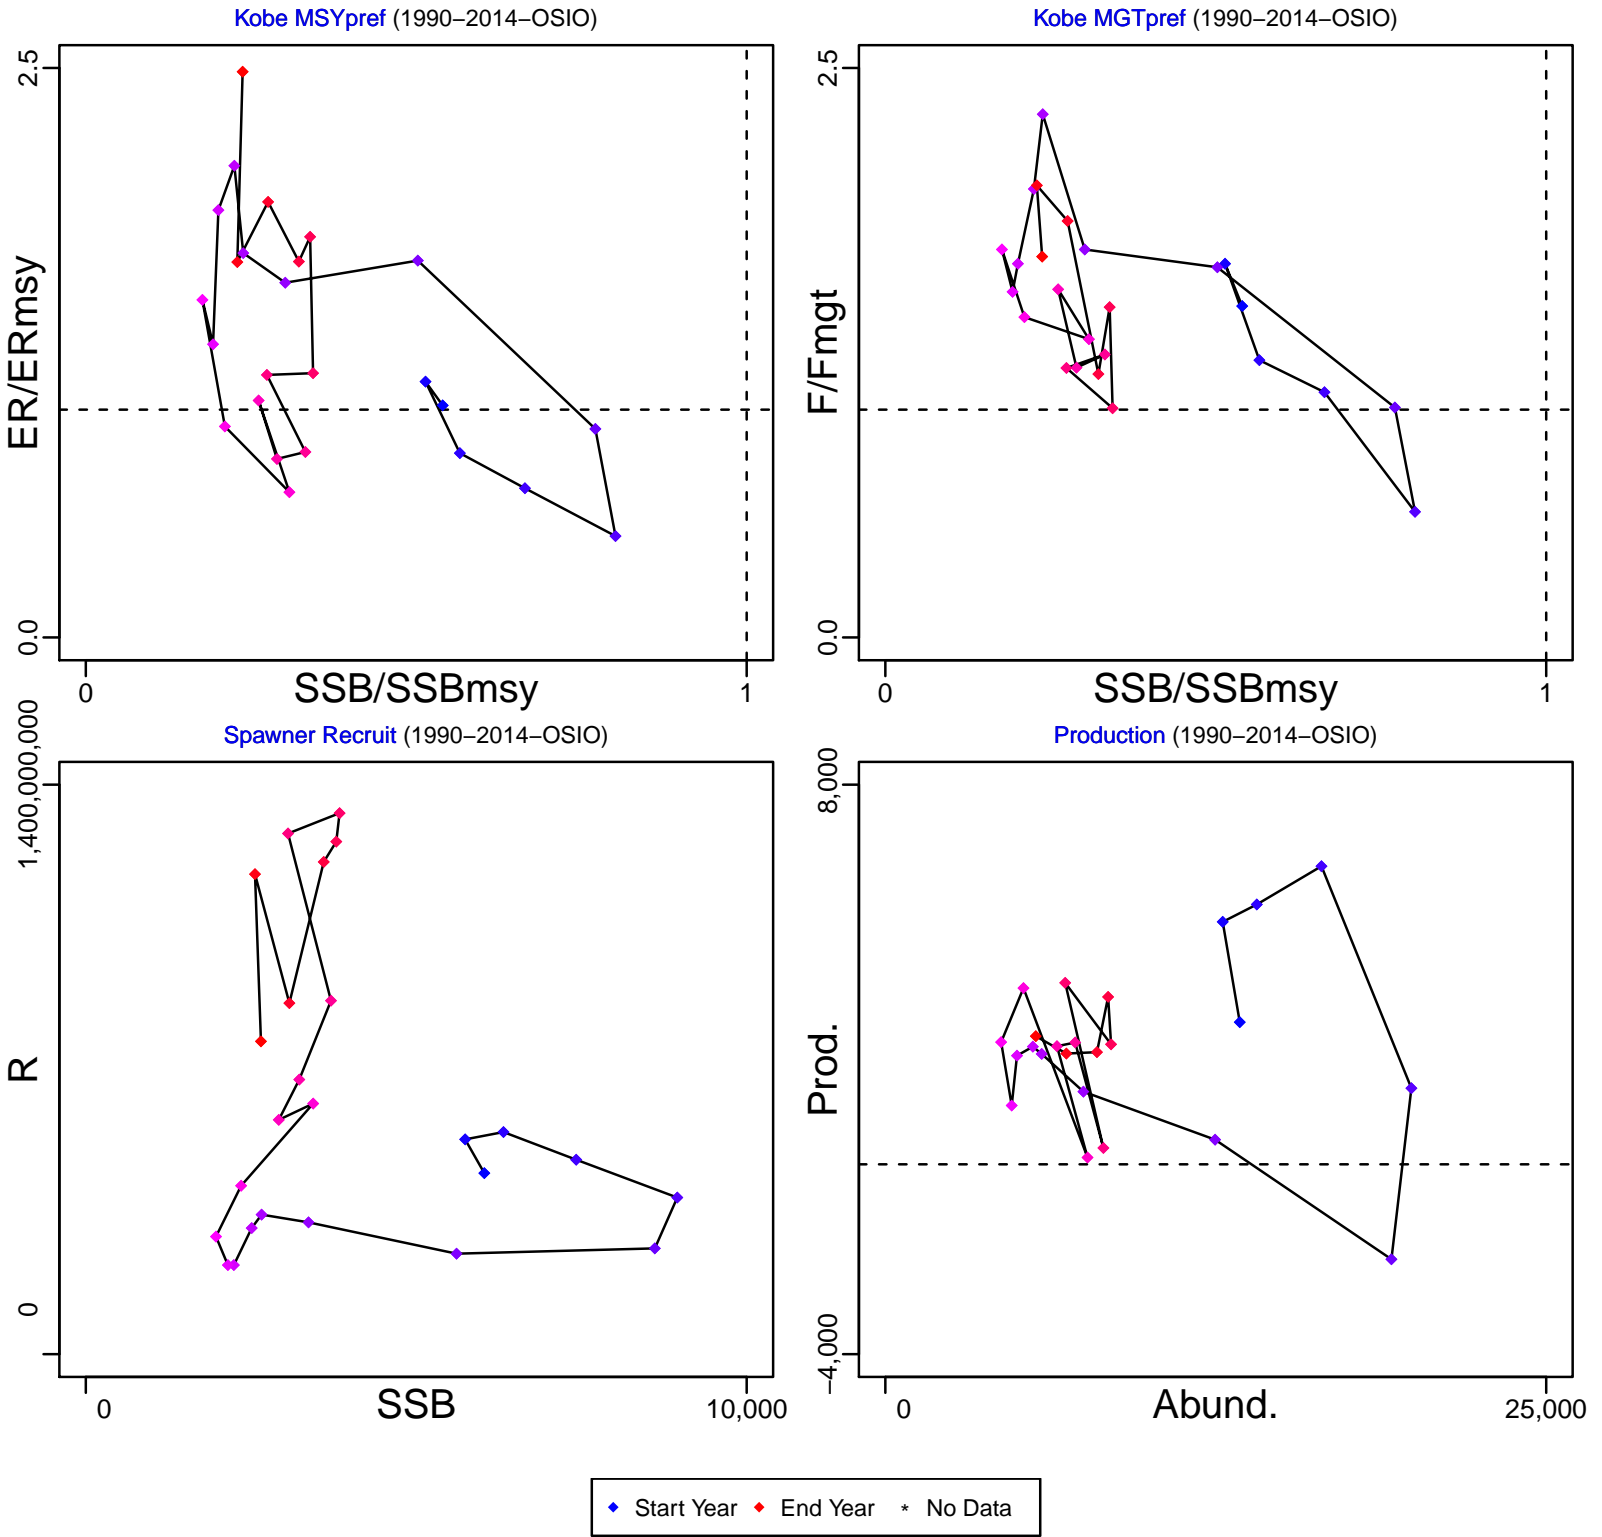 Kobe MSYpref (1990−2014−OSIO)
2.5
ER/ERmsy
0.0
0
SSB/SSBmsy
1
Kobe MGTpref (1990−2014−OSIO)
2.5
F/Fmgt
0.0
0
SSB/SSBmsy
1
Spawner Recruit (1990−2014−OSIO)
1,400,000,000
R
0
0
SSB
10,000
Production (1990−2014−OSIO)
8,000
Prod.
−4,000
0
Abund.
25,000
Start Year End Year * No Data